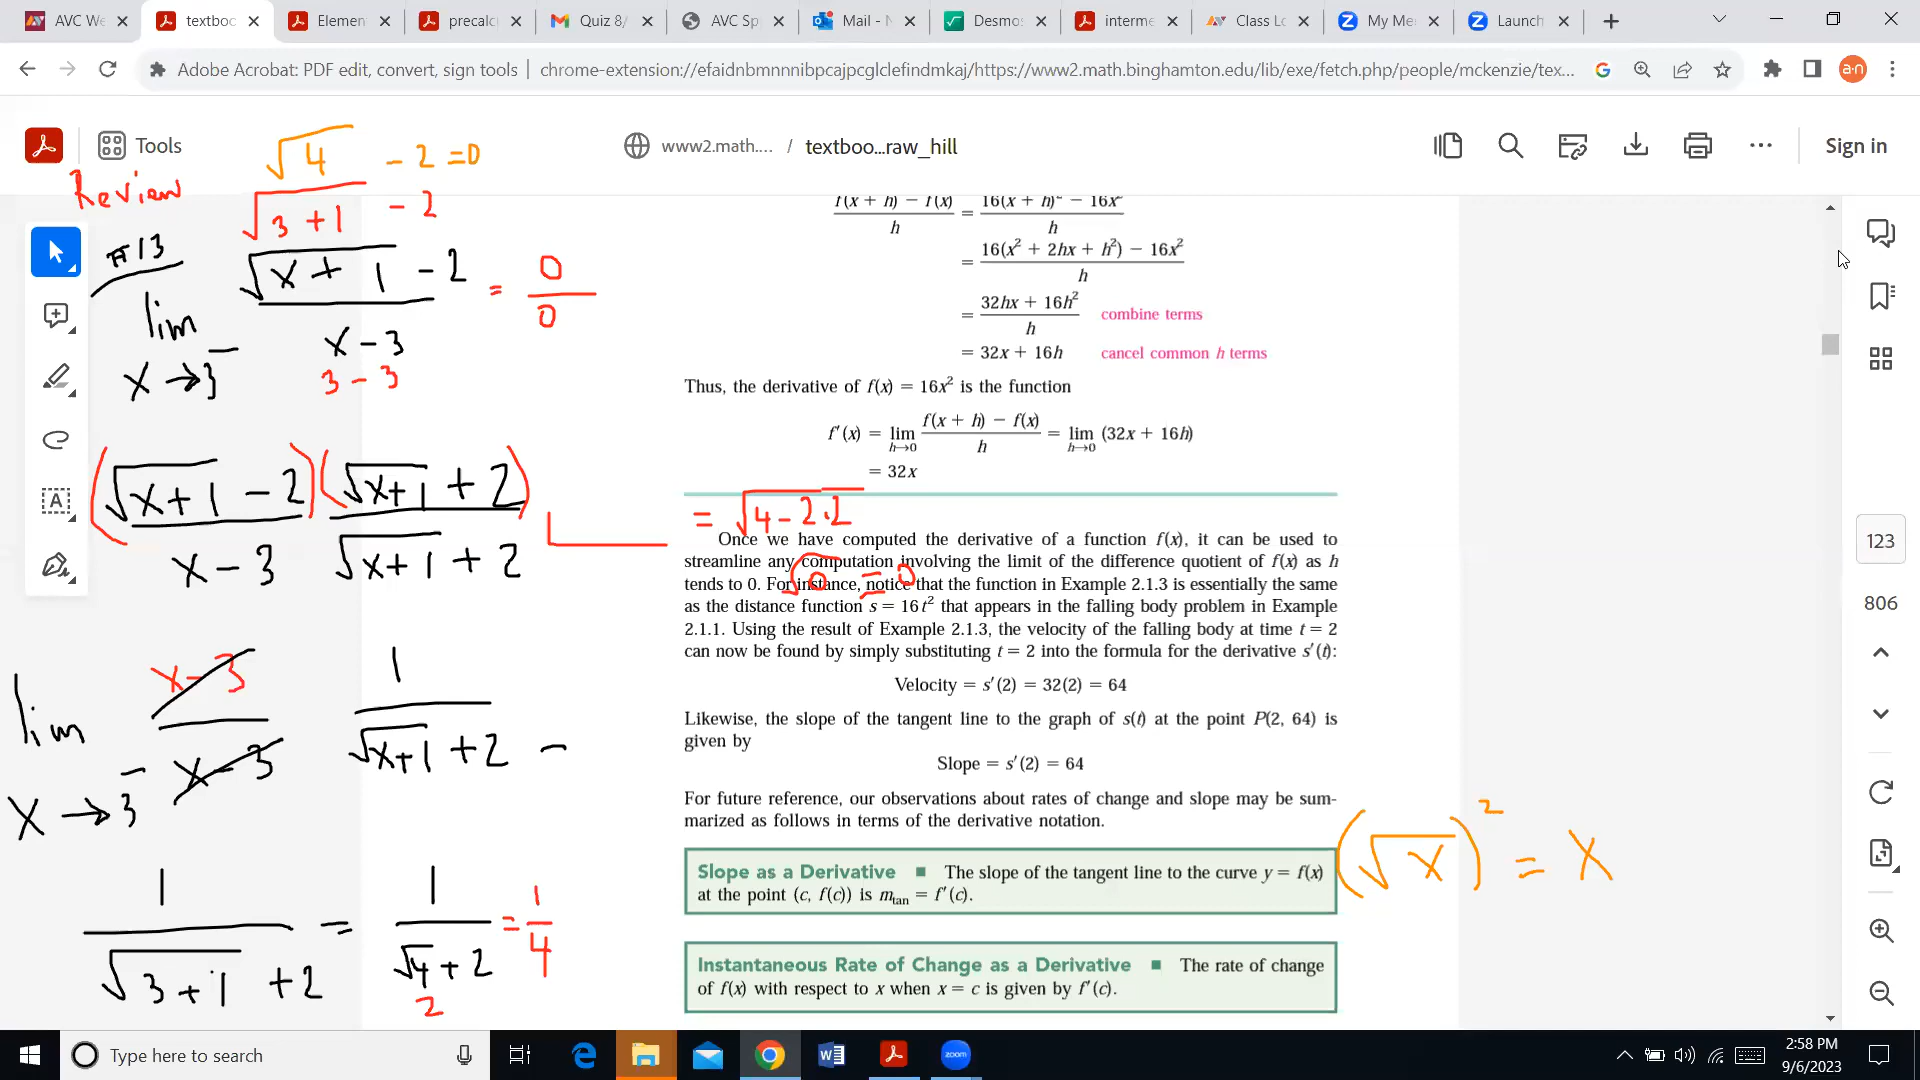 AVC We
textboo
Elemen
precalc
Quiz 8/
AVC Sp
Mail - N
Desmos
interme
Class Lo
My Me
Launch
Adobe Acrobat: PDF edit, convert, sign tools
chrome-extension://efaidnbmnnnibpcajpcglclefindmkaj/https://www2.math.binghamton.edu/lib/exe/fetch.php/people/mckenzie/tex...
a-n
Tools
www2.math.... / textboo...raw_hill
Sign in
√4 - 2 = 0
Review
√3+1 - 2
#13
lim x→3⁻ (√x+1 - 2)/(x-3) = 0/0
3-3
(√x+1 - 2)/(x-3) (√x+1 + 2)/(√x+1 + 2)
lim x→3⁻ (x-3)/(x-3) 1/(√x+1 + 2) =
1/(√3+1 + 2) = 1/(√4 + 2) = 1/4
2
(f(x + h) − f(x))/h = (16(x + h)² − 16x²)/h
= (16(x² + 2hx + h²) − 16x²)/h
= (32hx + 16h²)/h combine terms
= 32x + 16h cancel common h terms
Thus, the derivative of f(x) = 16x² is the function
f′(x) = lim h→0 (f(x + h) − f(x))/h = lim h→0 (32x + 16h)
= 32x
= √4-2·2
√0 = 0
Once we have computed the derivative of a function f(x), it can be used to
streamline any computation involving the limit of the difference quotient of f(x) as h
tends to 0. For instance, notice that the function in Example 2.1.3 is essentially the same
as the distance function s = 16t² that appears in the falling body problem in Example
2.1.1. Using the result of Example 2.1.3, the velocity of the falling body at time t = 2
can now be found by simply substituting t = 2 into the formula for the derivative s′(t):
Velocity = s′(2) = 32(2) = 64
Likewise, the slope of the tangent line to the graph of s(t) at the point P(2, 64) is
given by
Slope = s′(2) = 64
For future reference, our observations about rates of change and slope may be sum-
marized as follows in terms of the derivative notation.
Slope as a Derivative ■ The slope of the tangent line to the curve y = f(x)
at the point (c, f(c)) is mtan = f′(c).
(√x)² = x
Instantaneous Rate of Change as a Derivative ■ The rate of change
of f(x) with respect to x when x = c is given by f′(c).
123
806
Type here to search
zoom
2:58 PM
9/6/2023